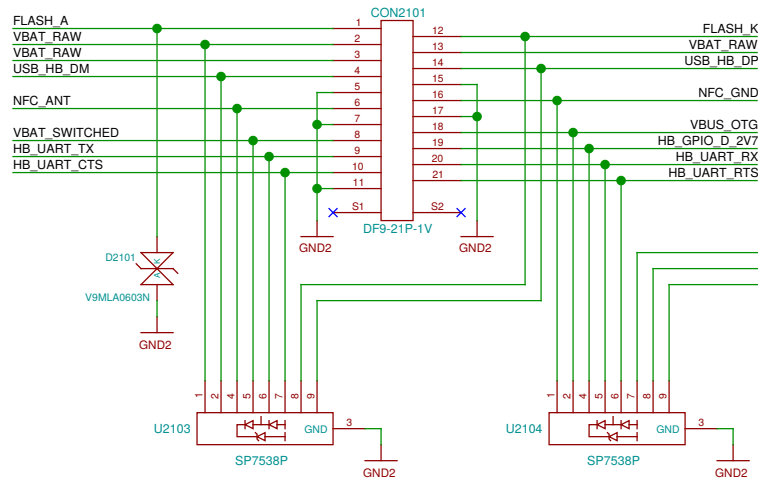 CON2101
FLASH_A 1
VBAT_RAW 2
VBAT_RAW 3
USB_HB_DM 4
5
NFC_ANT 6
7
VBAT_SWITCHED 8
HB_UART_TX 9
HB_UART_CTS 10
11
S1
12 FLASH_K
13 VBAT_RAW
14 USB_HB_DP
15
16 NFC_GND
17
18 VBUS_OTG
19 HB_GPIO_D_2V7
20 HB_UART_RX
21 HB_UART_RTS
S2
DF9-21P-1V
GND2
GND2
D2101
K
A
V9MLA0603N
GND2
1 2 4 5 6 7 8 9
U2103
GND
3
SP7538P
GND2
1 2 4 5 6 7 8 9
U2104
GND
3
SP7538P
GND2